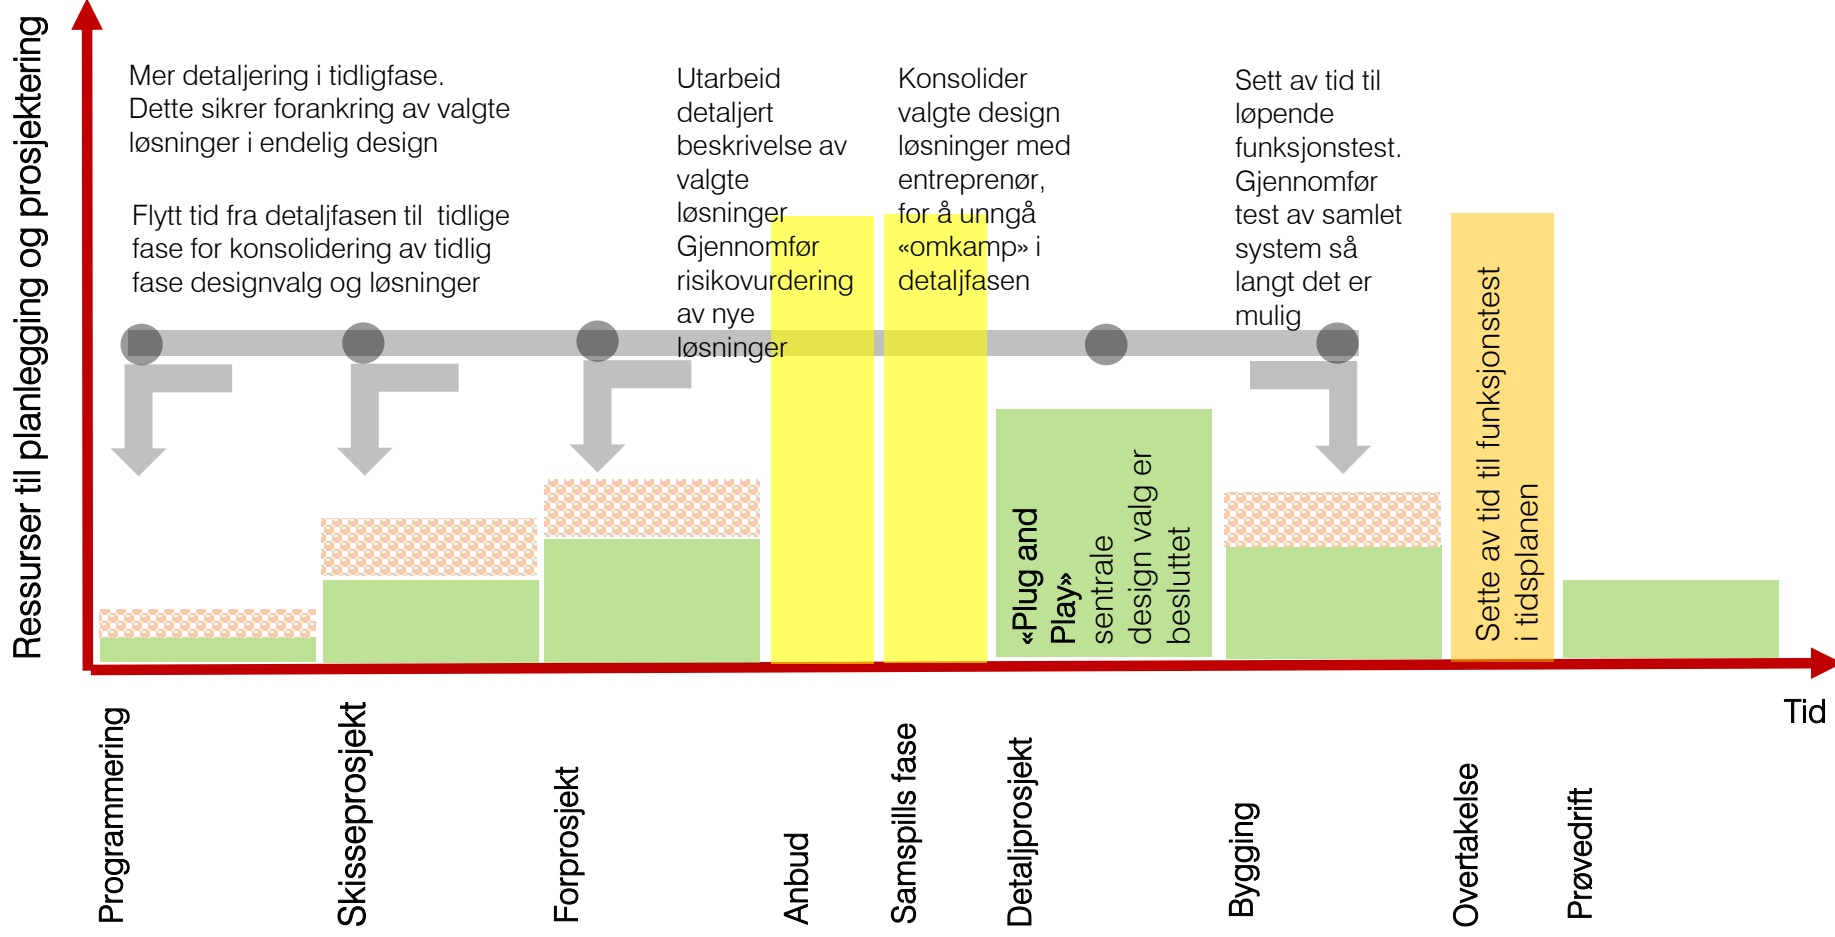 Ressurser til planlegging og prosjektering
Mer detaljering i tidligfase.
Dette sikrer forankring av valgte
løsninger i endelig design
Flytt tid fra detaljfasen til  tidlige
fase for konsolidering av tidlig
fase designvalg og løsninger
Utarbeid
detaljert
beskrivelse av
valgte
løsninger
Gjennomfør
risikovurdering
av nye
løsninger
Konsolider
valgte design
løsninger med
entreprenør,
for å unngå
«omkamp» i
detaljfasen
Sett av tid til
løpende
funksjonstest.
Gjennomfør
test av samlet
system så
langt det er
mulig
«Plug and
Play»
sentrale
design valg er
besluttet
Sette av tid til funksjonstest
i tidsplanen
Tid
Programmering
Skisseprosjekt
Forprosjekt
Anbud
Samspills fase
Detaljprosjekt
Bygging
Overtakelse
Prøvedrift